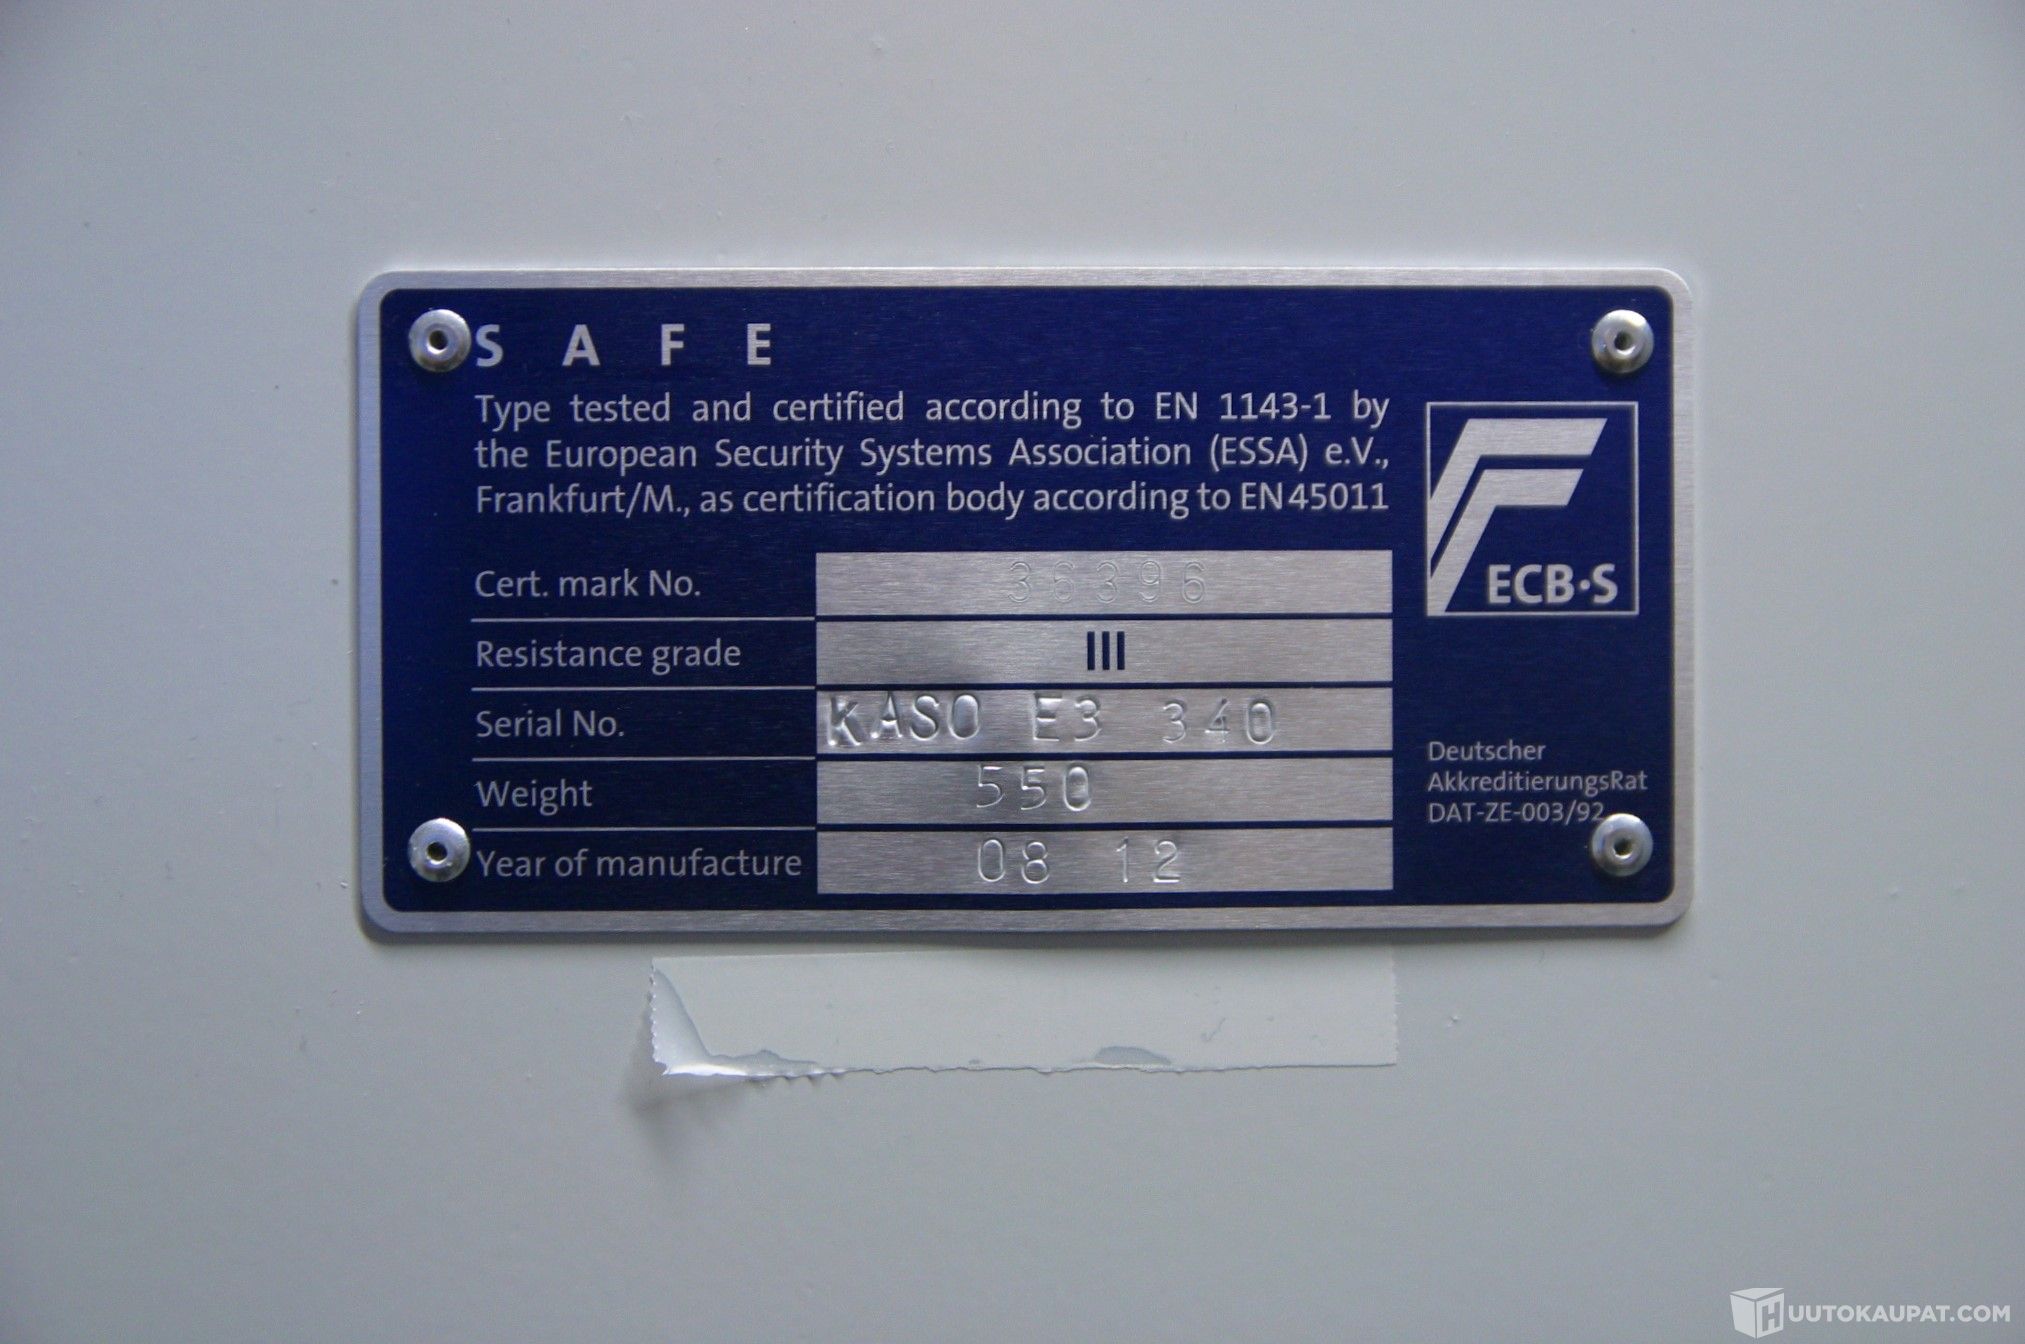 S A F E
Type tested and certified according to EN 1143-1 by
the European Security Systems Association (ESSA) e.V.,
Frankfurt/M., as certification body according to EN45011
ECB·S
Cert. mark No. 36396
Resistance grade III
Serial No. KASO E3 340
Weight 550
Year of manufacture 08 12
Deutscher
AkkreditierungsRat
DAT-ZE-003/92
HUUTOKAUPAT.COM